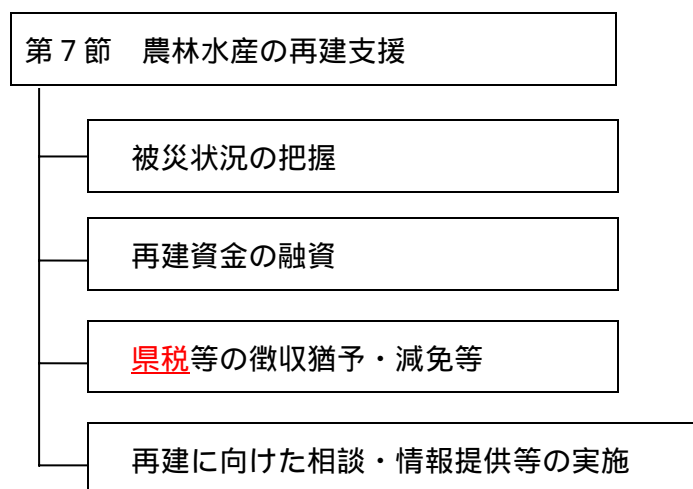 第７節　農林水産の再建支援
被災状況の把握
再建資金の融資
県税等の徴収猶予・減免等
再建に向けた相談・情報提供等の実施